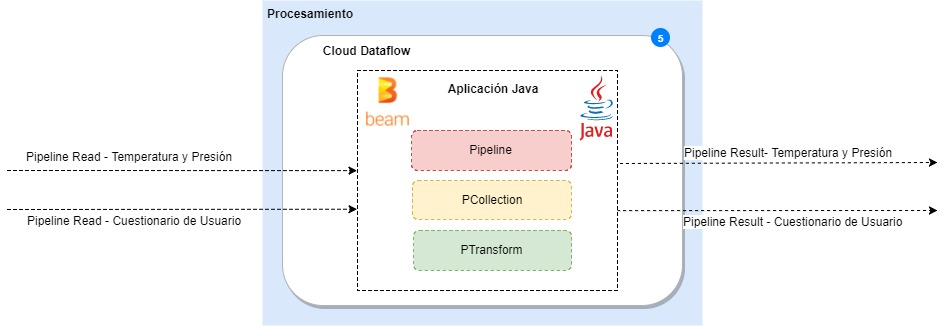 Procesamiento
5
Cloud Dataflow
Aplicación Java
beam
Java
Pipeline
Pipeline Read - Temperatura y Presión
Pipeline Result- Temperatura y Presión
PCollection
Pipeline Read - Cuestionario de Usuario
Pipeline Result - Cuestionario de Usuario
PTransform